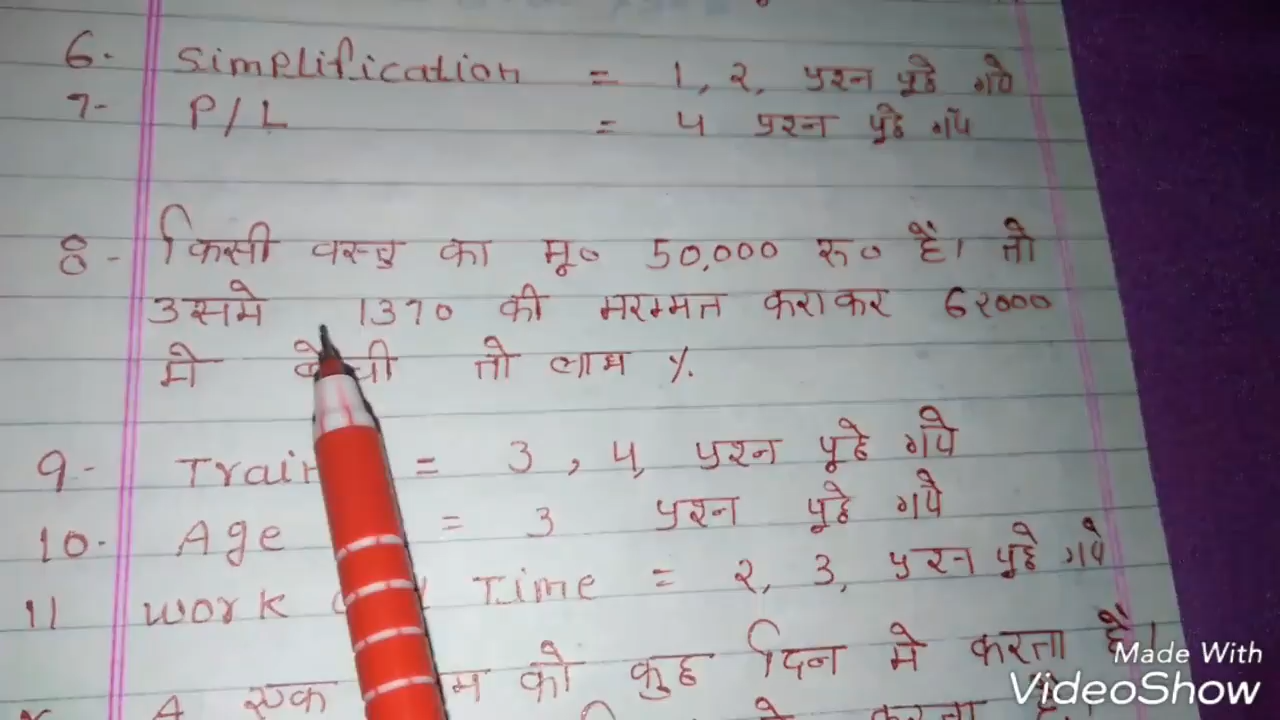 6. Simplification = 1, 2, प्रश्न पूछे गये
7- P/L = 4 प्रश्न पूछे गये
8- किसी वस्तु का मू० 50,000 रू० हैं। तो
उसमे 1370 की मरम्मत कराकर 62000
मे बेची तो लाभ %.
9- Train = 3, 4, प्रश्न पूछे गये
10. Age = 3 प्रश्न पूछे गये
11 Work Time = 2, 3, प्रश्न पूछे गये
A एक को कुछ दिन मे करता हैं।
Made With
VideoShow